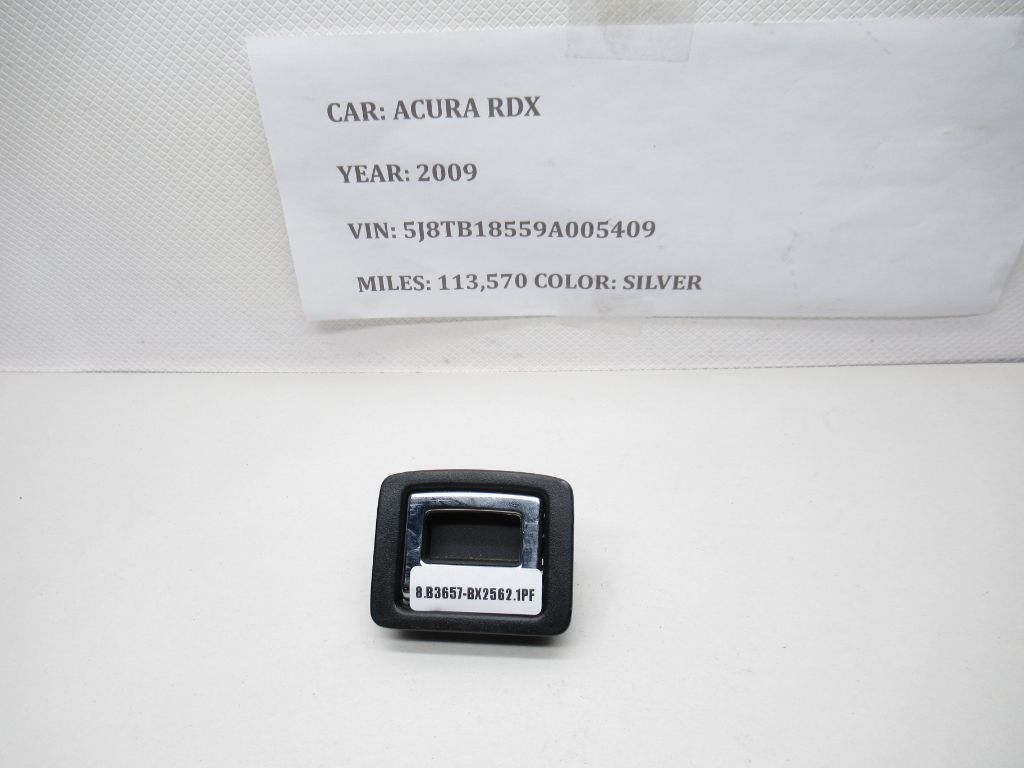 CAR: ACURA RDX
YEAR: 2009
VIN: 5J8TB18559A005409
MILES: 113,570 COLOR: SILVER
8.B3657-BX2562.1PF